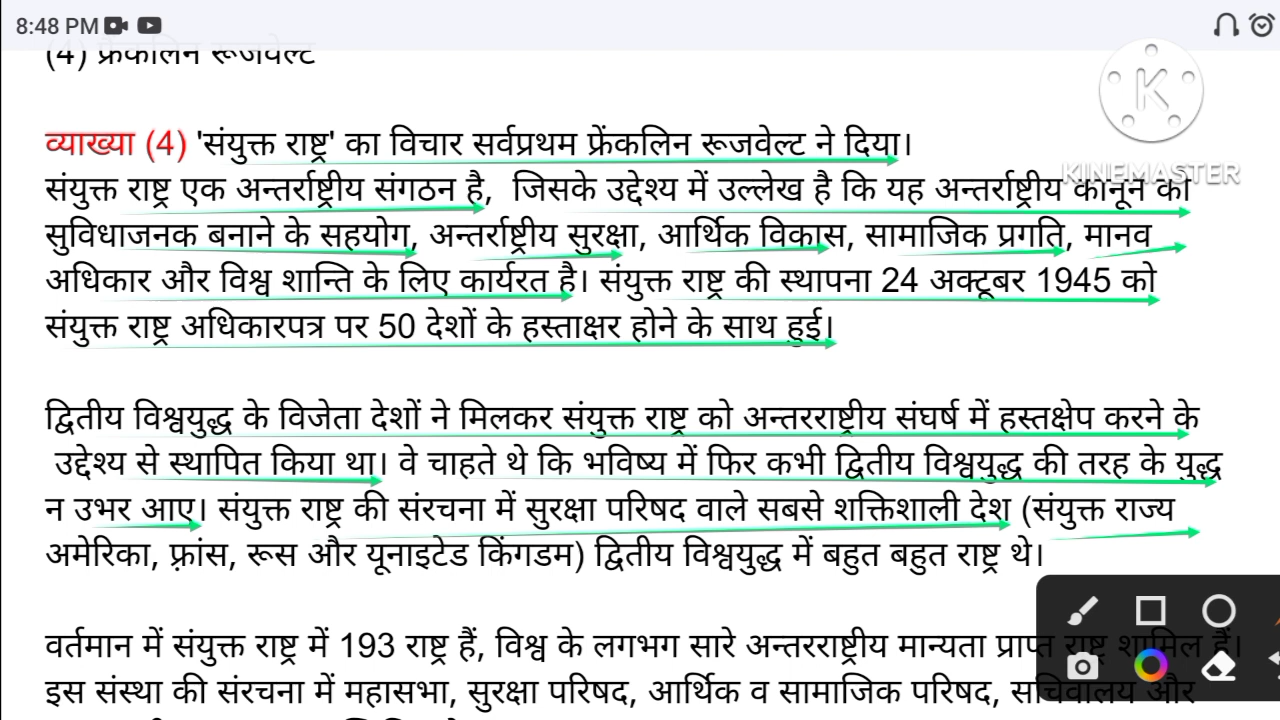 8:48 PM
(4) फ्रेंकलिन रूजवेल्ट
K
KINEMASTER
व्याख्या (4) 'संयुक्त राष्ट्र' का विचार सर्वप्रथम फ्रेंकलिन रूजवेल्ट ने दिया।
संयुक्त राष्ट्र एक अन्तर्राष्ट्रीय संगठन है, जिसके उद्देश्य में उल्लेख है कि यह अन्तर्राष्ट्रीय कानून को
सुविधाजनक बनाने के सहयोग, अन्तर्राष्ट्रीय सुरक्षा, आर्थिक विकास, सामाजिक प्रगति, मानव
अधिकार और विश्व शान्ति के लिए कार्यरत है। संयुक्त राष्ट्र की स्थापना 24 अक्टूबर 1945 को
संयुक्त राष्ट्र अधिकारपत्र पर 50 देशों के हस्ताक्षर होने के साथ हुई।
द्वितीय विश्वयुद्ध के विजेता देशों ने मिलकर संयुक्त राष्ट्र को अन्तरराष्ट्रीय संघर्ष में हस्तक्षेप करने के
उद्देश्य से स्थापित किया था। वे चाहते थे कि भविष्य में फिर कभी द्वितीय विश्वयुद्ध की तरह के युद्ध
न उभर आए। संयुक्त राष्ट्र की संरचना में सुरक्षा परिषद वाले सबसे शक्तिशाली देश (संयुक्त राज्य
अमेरिका, फ़्रांस, रूस और यूनाइटेड किंगडम) द्वितीय विश्वयुद्ध में बहुत बहुत राष्ट्र थे।
वर्तमान में संयुक्त राष्ट्र में 193 राष्ट्र हैं, विश्व के लगभग सारे अन्तरराष्ट्रीय मान्यता प्राप्त राष्ट्र शामिल हैं।
इस संस्था की संरचना में महासभा, सुरक्षा परिषद, आर्थिक व सामाजिक परिषद, सचिवालय और